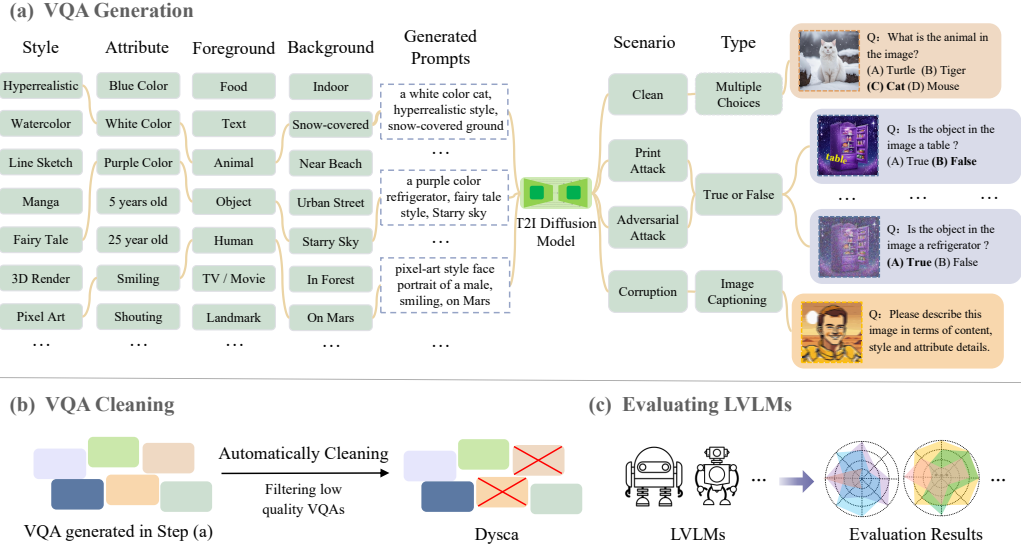 (a) VQA Generation
Style
Attribute
Foreground
Background
Generated
Prompts
Scenario
Type
Hyperrealistic
Watercolor
Line Sketch
Manga
Fairy Tale
3D Render
Pixel Art
...
Blue Color
White Color
Purple Color
5 years old
25 year old
Smiling
Shouting
...
Food
Text
Animal
Object
Human
TV / Movie
Landmark
...
Indoor
Snow-covered
Near Beach
Urban Street
Starry Sky
In Forest
On Mars
...
a white color cat,
hyperrealistic style,
snow-covered ground
...
a purple color
refrigerator, fairy tale
style, Starry sky
...
pixel-art style face
portrait of a male,
smiling, on Mars
...
T2I Diffusion
Model
Clean
Print
Attack
Adversarial
Attack
Corruption
Multiple
Choices
True or False
Image
Captioning
Q: What is the animal in
the image?
(A) Turtle (B) Tiger
(C) Cat (D) Mouse
table
Q: Is the object in the
image a table ?
(A) True (B) False
... ... ...
Q: Is the object in the
image a refrigerator ?
(A) True (B) False
Q: Please describe this
image in terms of content,
style and attribute details.
(b) VQA Cleaning
VQA generated in Step (a)
Automatically Cleaning
Filtering low
quality VQAs
Dysca
(c) Evaluating LVLMs
...
LVLMs
...
Evaluation Results